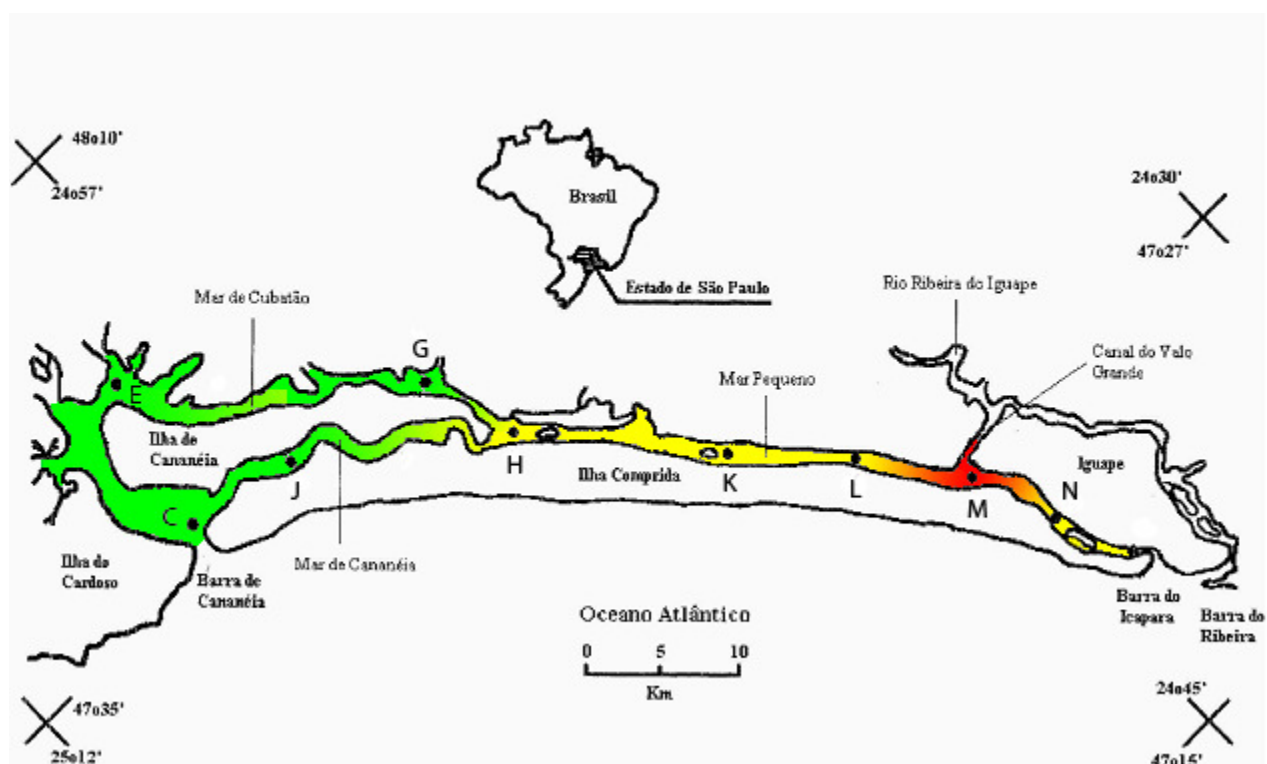 48o10'
24o57'
Brasil
24o30'
47o27'
Estado de São Paulo
Rio Ribeira do Iguape
Mar de Cubatão
Canal do Valo
Grande
G
Mar Pequeno
E
Ilha de
Cananéia
H
Ilha Comprida
K
L
M
N
Iguape
J
C
Ilha do
Cardoso
Mar de Cananéia
Barra de
Cananéia
Barra do
Icapara
Barra do
Ribeira
Oceano Atlântico
0 5 10
Km
47o35'
25o12'
24o45'
47o15'